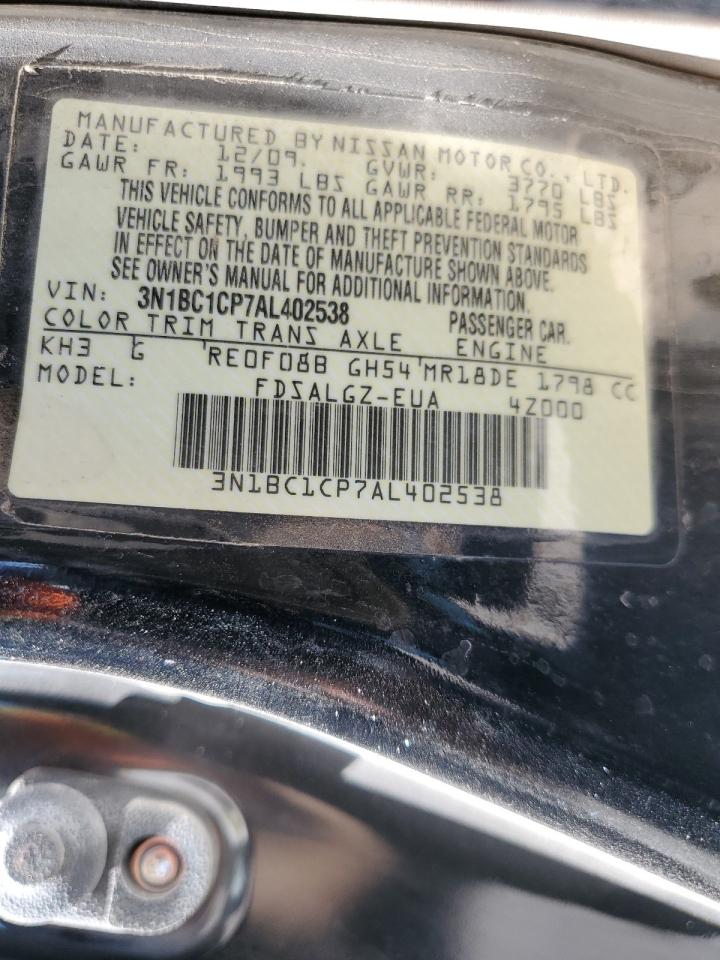 MANUFACTURED BY NISSAN MOTOR CO., LTD.
DATE: 12/09. GVWR: 3770 LBS
GAWR FR: 1993 LBS GAWR RR: 1795 LBS
THIS VEHICLE CONFORMS TO ALL APPLICABLE FEDERAL MOTOR
VEHICLE SAFETY, BUMPER AND THEFT PREVENTION STANDARDS
IN EFFECT ON THE DATE OF MANUFACTURE SHOWN ABOVE.
SEE OWNER'S MANUAL FOR ADDITIONAL INFORMATION.
VIN: 3N1BC1CP7AL402538 PASSENGER CAR.
COLOR TRIM TRANS AXLE ENGINE
KH3 G RE0F08B GH54 MR18DE 1798 CC
MODEL: FDSALGZ-EUA 4Z000
3N1BC1CP7AL402538